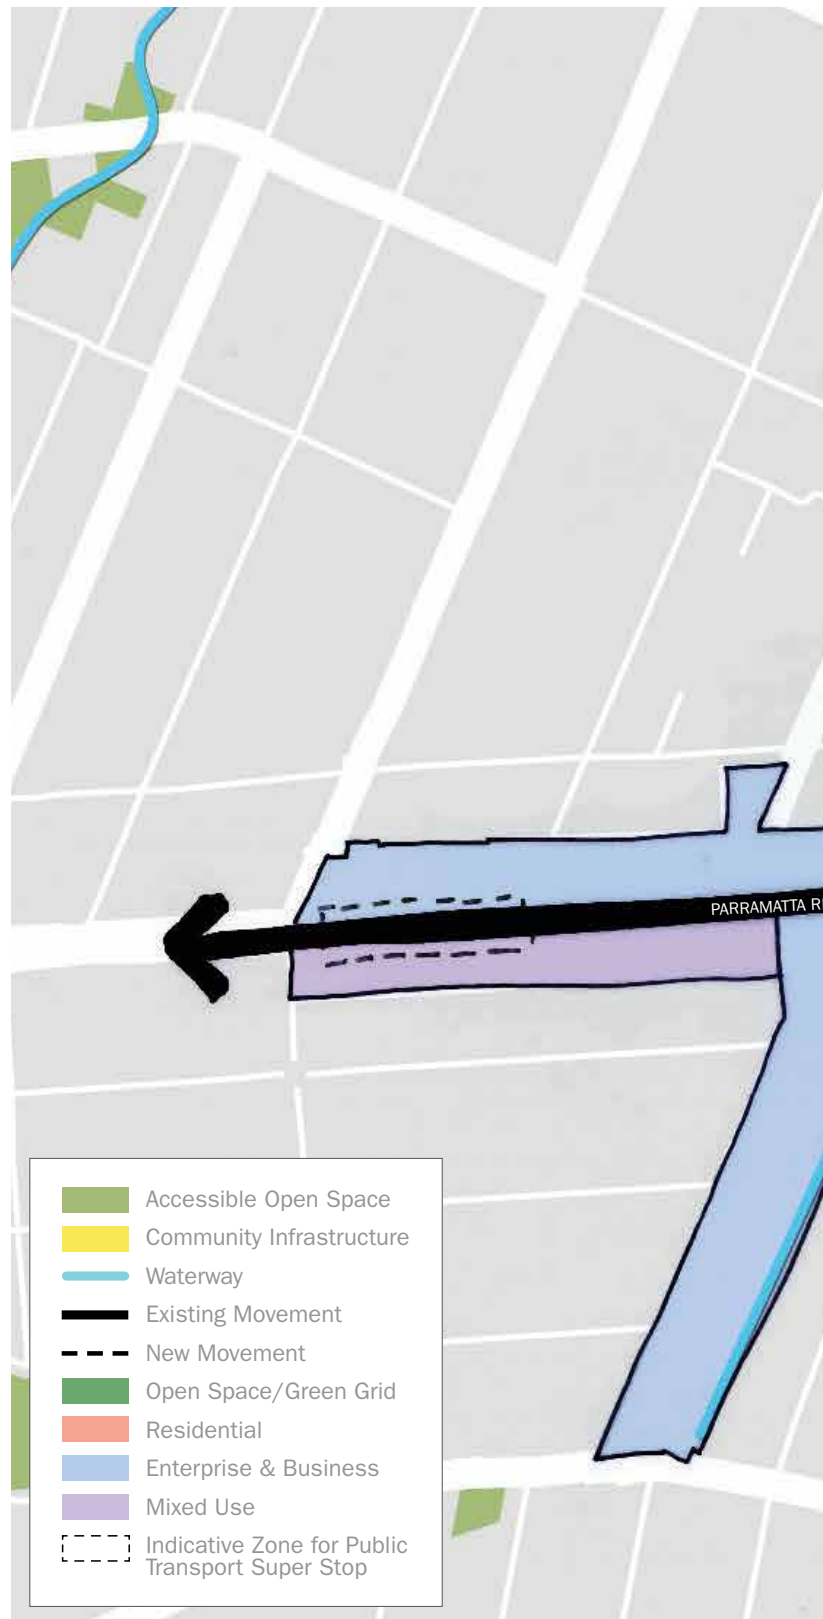 PARRAMATTA R
Accessible Open Space
Community Infrastructure
Waterway
Existing Movement
New Movement
Open Space/Green Grid
Residential
Enterprise & Business
Mixed Use
Indicative Zone for Public
Transport Super Stop